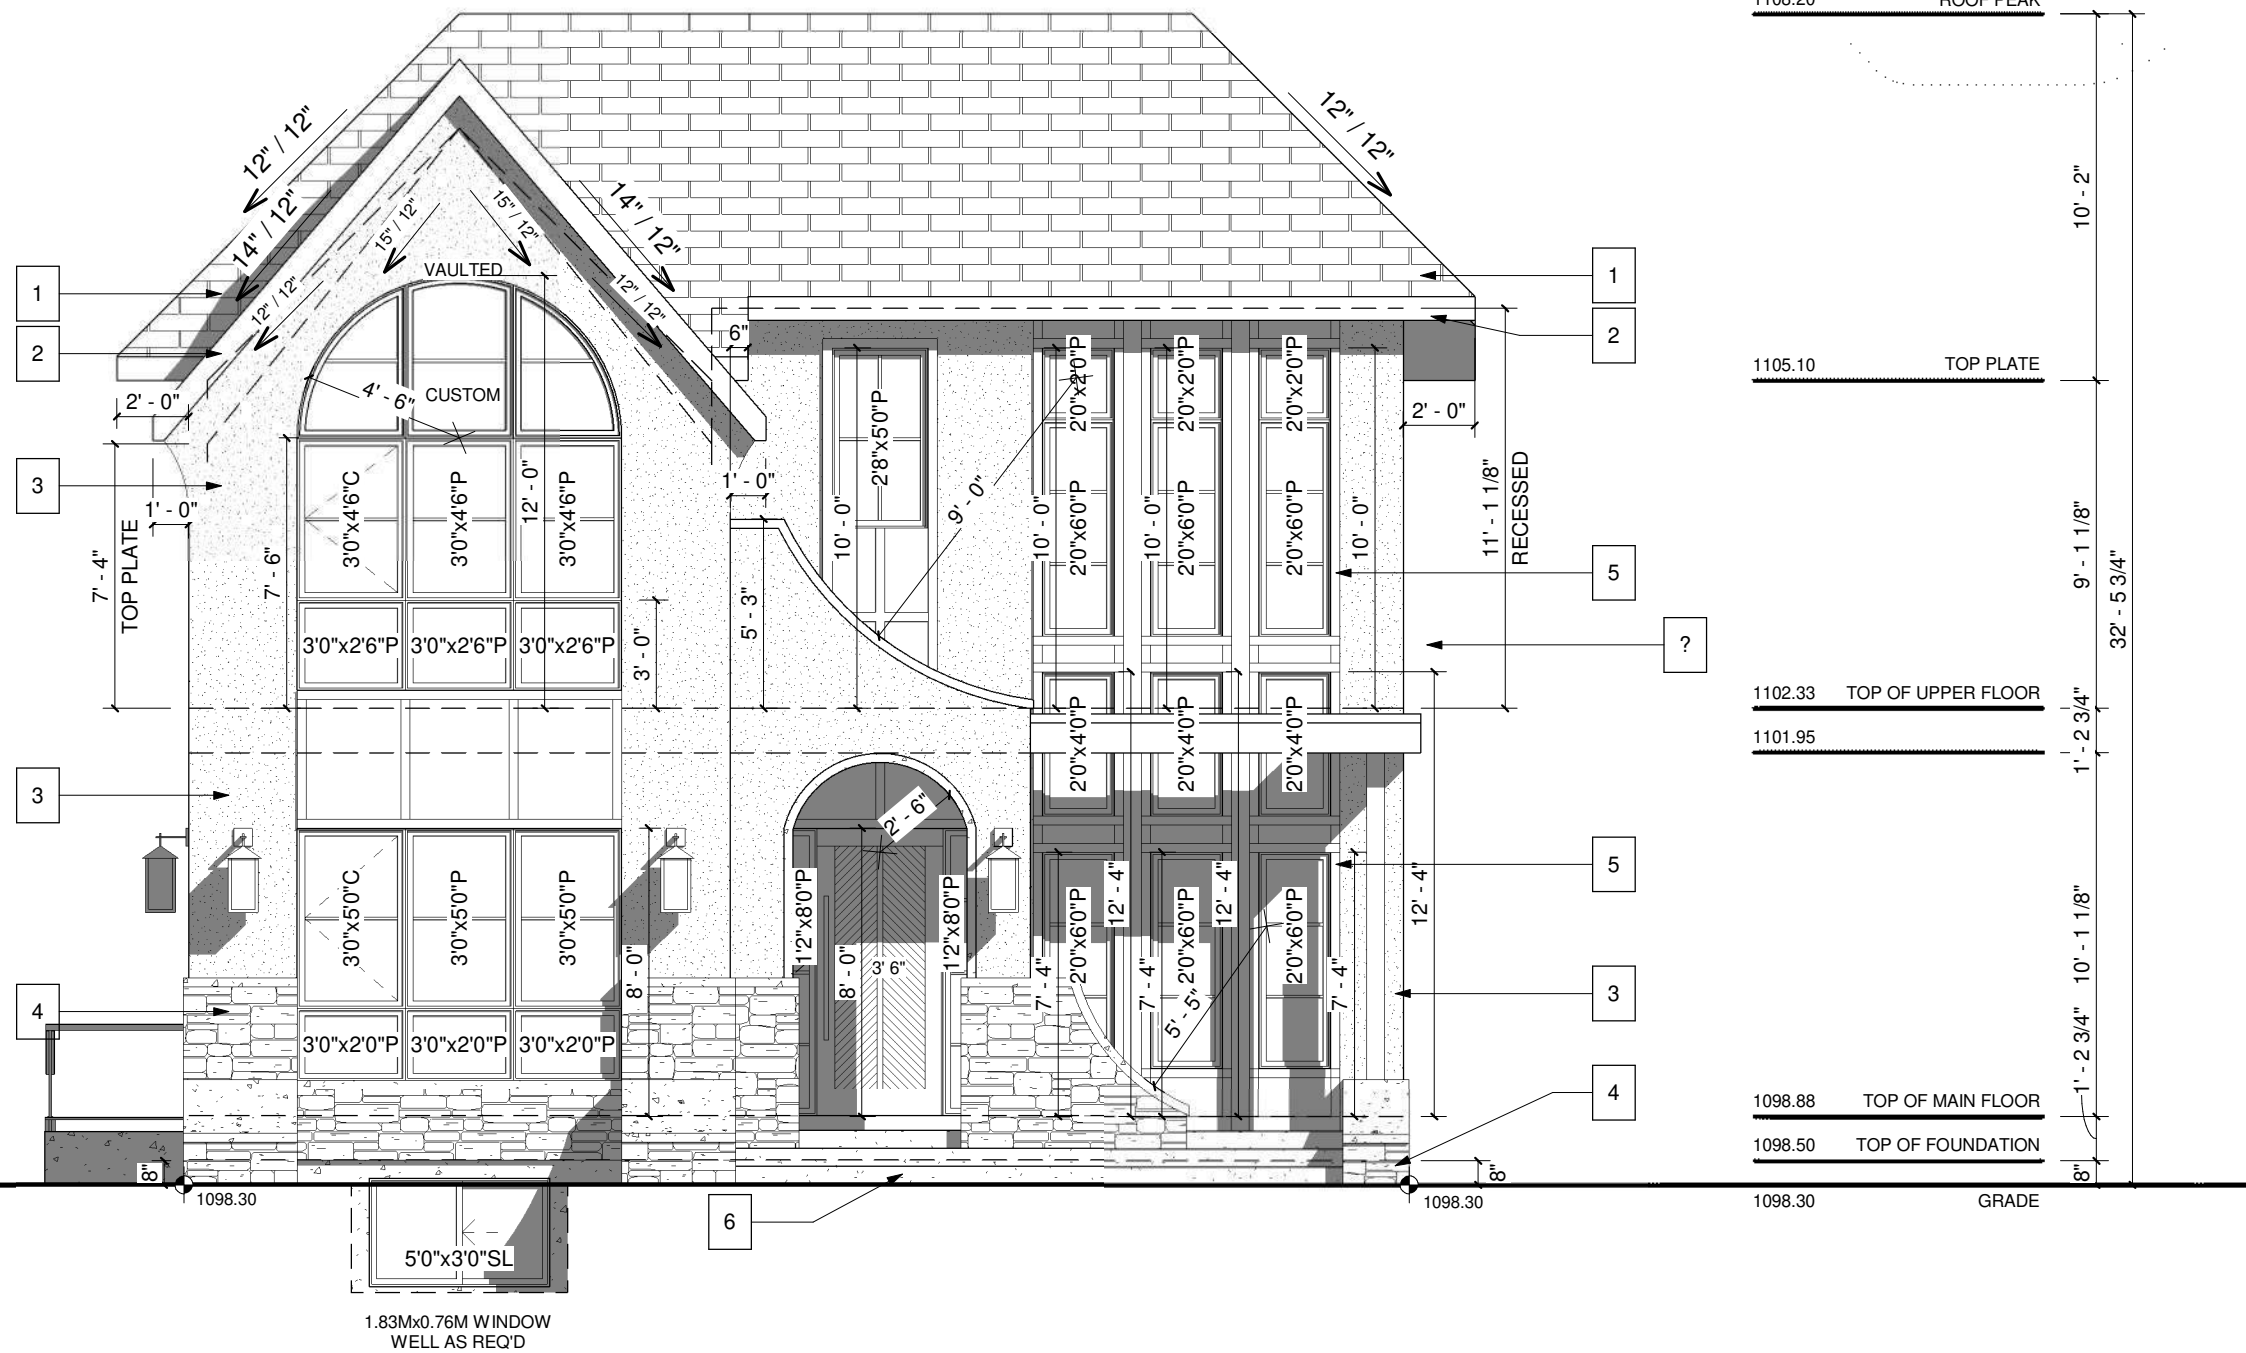 1108.20 ROOF PEAK
12" / 12"
14" / 12"
12" / 12"
15" / 12"
15" / 12"
14" / 12"
12" / 12"
12" / 12"
VAULTED
CUSTOM
4' - 6"
1
2
3
3
4
2' - 0"
1' - 0"
7' - 4"
TOP PLATE
7' - 6"
12' - 0"
3'0"x4'6"C
3'0"x4'6"P
3'0"x4'6"P
3'0"x2'6"P
3'0"x2'6"P
3'0"x2'6"P
3' - 0"
6"
1' - 0"
5' - 3"
10' - 0"
2'8"x5'0"P
9' - 0"
10' - 0"
2'0"x2'0"P
2'0"x2'0"P
2'0"x2'0"P
2'0"x6'0"P
10' - 0"
2'0"x6'0"P
2'0"x6'0"P
10' - 0"
2' - 0"
11' - 1 1/8"
RECESSED
1
2
5
?
5
3
4
2'0"x4'0"P
2'0"x4'0"P
2'0"x4'0"P
3'0"x5'0"C
3'0"x5'0"P
3'0"x5'0"P
3'0"x2'0"P
3'0"x2'0"P
3'0"x2'0"P
8' - 0"
1'2"x8'0"P
8' - 0"
2' - 6"
3' 6"
1'2"x8'0"P
7' - 4"
2'0"x6'0"P
12' - 4"
7' - 4"
2'0"x6'0"P
5' - 5"
12' - 4"
2'0"x6'0"P
7' - 4"
12' - 4"
8"
1098.30
8"
1098.30
6
5'0"x3'0"SL
1.83Mx0.76M WINDOW
WELL AS REQ'D
1105.10 TOP PLATE
1102.33 TOP OF UPPER FLOOR
1101.95
1098.88 TOP OF MAIN FLOOR
1098.50 TOP OF FOUNDATION
1098.30 GRADE
10' - 2"
9' - 1 1/8"
32' - 5 3/4"
1' - 2 3/4"
10' - 1 1/8"
1' - 2 3/4"
8"